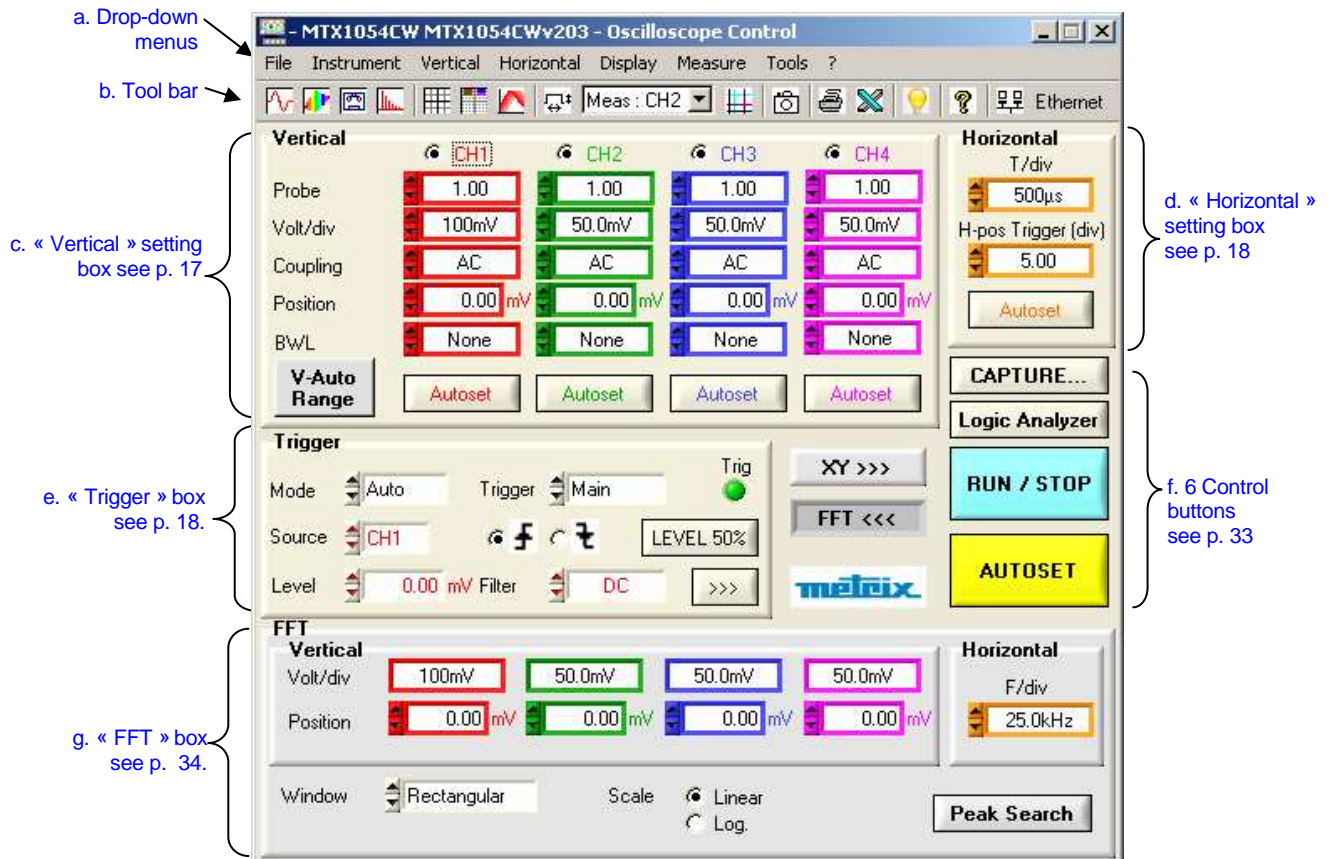 a. Drop-down
menus
- MTX1054CW MTX1054CWv203 - Oscilloscope Control
File Instrument Vertical Horizontal Display Measure Tools ?
b. Tool bar
Meas : CH2
Ethernet
Vertical
CH1 CH2 CH3 CH4
Probe 1.00 1.00 1.00 1.00
Volt/div 100mV 50.0mV 50.0mV 50.0mV
Coupling AC AC AC AC
Position 0.00 mV 0.00 mV 0.00 mV 0.00 mV
BWL None None None None
V-Auto
Range
Autoset Autoset Autoset Autoset
c. « Vertical » setting
box see p. 17
Horizontal
T/div
500µs
H-pos Trigger (div)
5.00
Autoset
d. « Horizontal »
setting box
see p. 18
Trigger
Mode Auto Trigger Main Trig
Source CH1 LEVEL 50%
Level 0.00 mV Filter DC >>>
e. « Trigger » box
see p. 18.
XY >>>
FFT <<<
metrix
CAPTURE...
Logic Analyzer
RUN / STOP
AUTOSET
f. 6 Control
buttons
see p. 33
FFT
Vertical
Volt/div 100mV 50.0mV 50.0mV 50.0mV
Position 0.00 mV 0.00 mV 0.00 mV 0.00 mV
Horizontal
F/div
25.0kHz
g. « FFT » box
see p. 34.
Window Rectangular Scale Linear
Log.
Peak Search